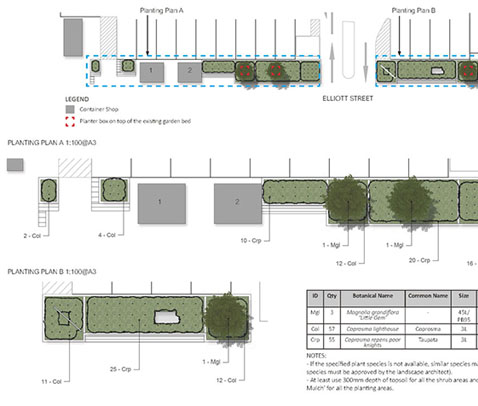 Planting Plan A
Planting Plan B
1
2
LEGEND
Container Shop
Planter box on top of the existing garden bed
ELLIOTT STREET
PLANTING PLAN A 1:100@A3
1
2
2 - Col
4 - Col
10 - Crp
1 - Mgl
12 - Col
1 - Mgl
20 - Crp
16 -
PLANTING PLAN B 1:100@A3
11 - Col
25 - Crp
1 - Mgl
12 - Col
ID Qty Botanical Name Common Name Size
Mgl 3 Magnolia grandiflora "Little Gem" - 45L/ PB95
Col 57 Coprosma lighthouse Coprosma 3L
Crp 55 Coprosma repens poor knights Taupata 3L
NOTES:
- If the specified plant species is not available, similar species m
species must be approved by the landscape architect).
- At least use 300mm depth of topsoil for all the shrub areas and
Mulch' for all the planting areas.